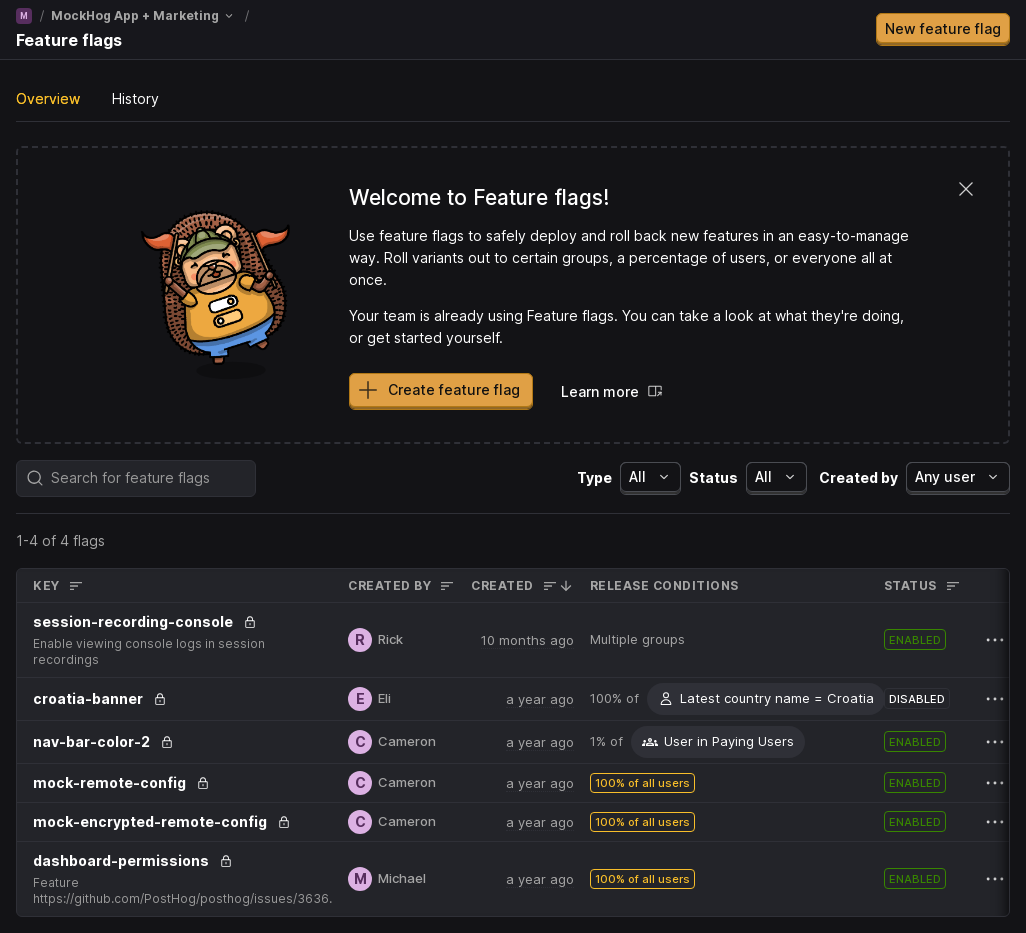 M / MockHog App + Marketing /
Feature flags
New feature flag
Overview History
Welcome to Feature flags!
Use feature flags to safely deploy and roll back new features in an easy-to-manage
way. Roll variants out to certain groups, a percentage of users, or everyone all at
once.
Your team is already using Feature flags. You can take a look at what they're doing,
or get started yourself.
Create feature flag Learn more
Search for feature flags Type All Status All Created by Any user
1-4 of 4 flags
KEY CREATED BY CREATED RELEASE CONDITIONS STATUS
session-recording-console
Enable viewing console logs in session
recordings
R Rick 10 months ago Multiple groups ENABLED
croatia-banner E Eli a year ago 100% of Latest country name = Croatia DISABLED
nav-bar-color-2 C Cameron a year ago 1% of User in Paying Users ENABLED
mock-remote-config C Cameron a year ago 100% of all users ENABLED
mock-encrypted-remote-config C Cameron a year ago 100% of all users ENABLED
dashboard-permissions
Feature
https://github.com/PostHog/posthog/issues/3636.
M Michael a year ago 100% of all users ENABLED